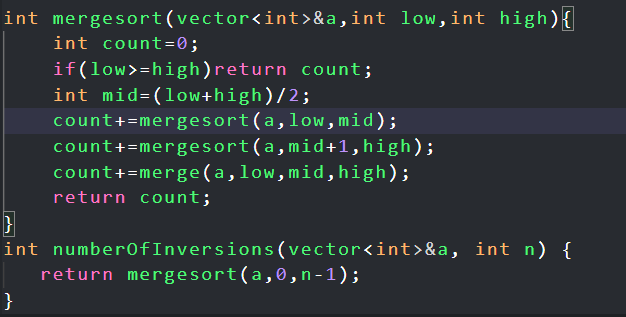 int mergesort(vector<int>&a,int low,int high){
    int count=0;
    if(low>=high)return count;
    int mid=(low+high)/2;
    count+=mergesort(a,low,mid);
    count+=mergesort(a,mid+1,high);
    count+=merge(a,low,mid,high);
    return count;
}
int numberOfInversions(vector<int>&a, int n) {
   return mergesort(a,0,n-1);
}